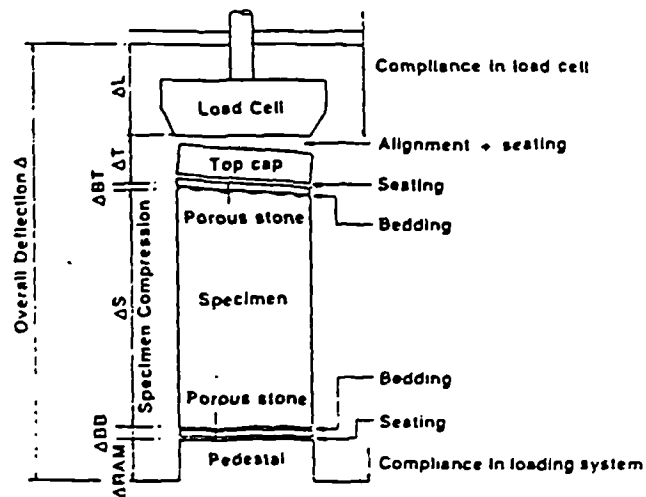 Compliance in load cell
ΔL
Load Cell
Alignment + seating
ΔT
Top cap
Seating
ΔBT
Porous stone
Bedding
Overall Deflection Δ
Specimen Compression
ΔS
Specimen
Bedding
Porous stone
ΔBB
Seating
Pedestal
Compliance in loading system
ΔRAM